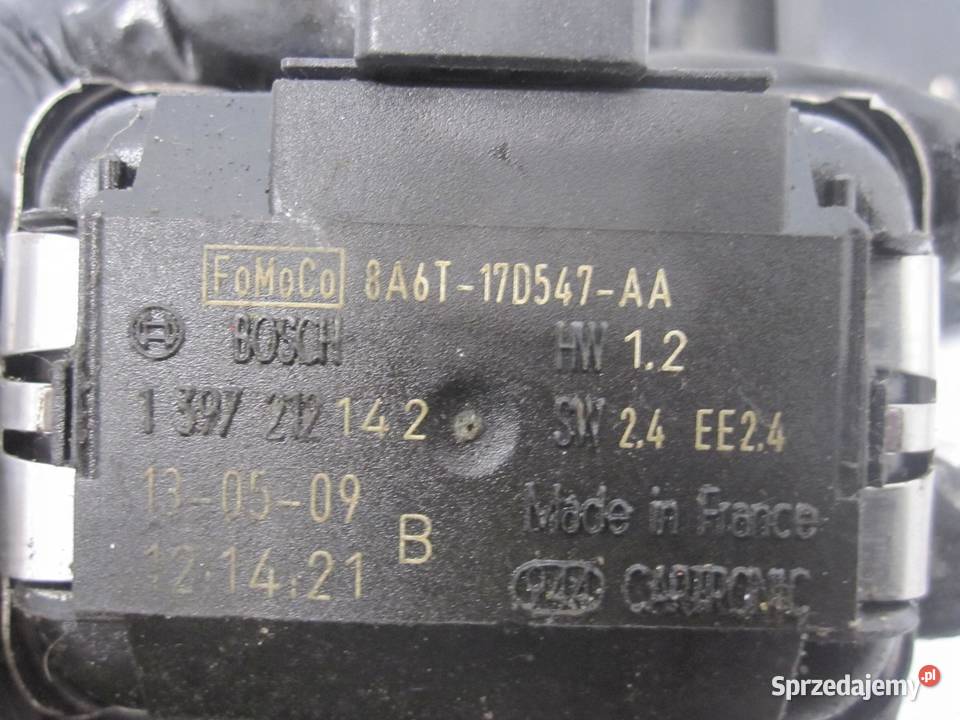 FoMoCo 8A6T-17D547-AA
BOSCH HW 1.2
1 397 212 142 SW 2.4 EE2.4
13-05-09
Made in France
12:14:21 B
CARTRONIC
Sprzedajemy.pl